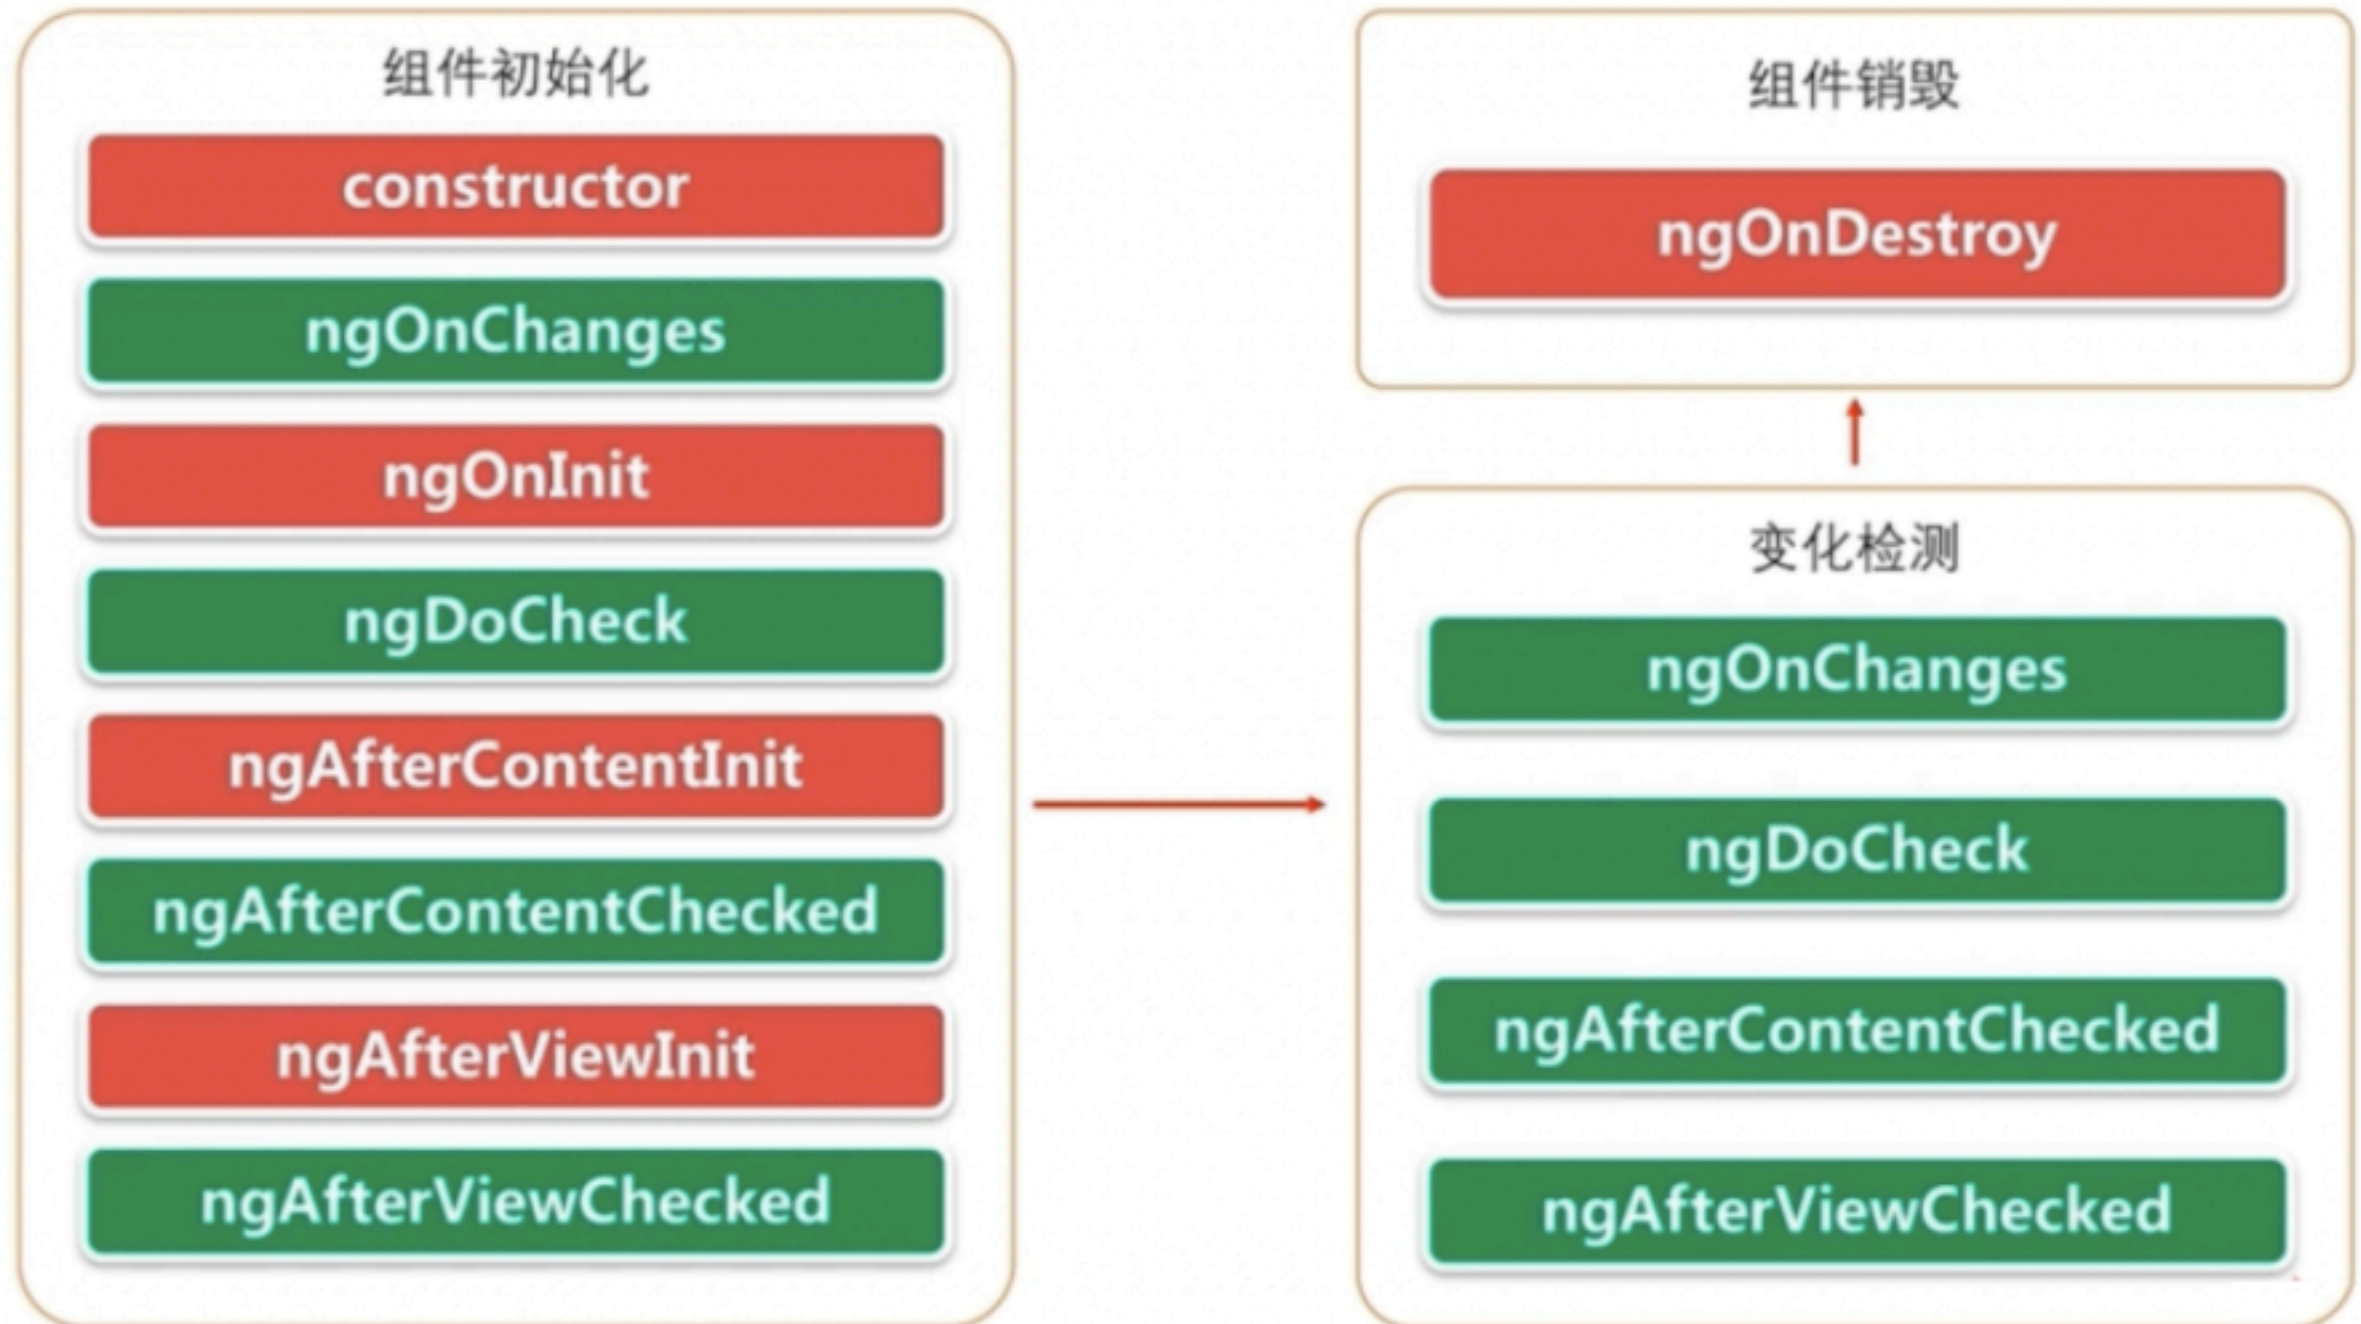 组件初始化
constructor
ngOnChanges
ngOnInit
ngDoCheck
ngAfterContentInit
ngAfterContentChecked
ngAfterViewInit
ngAfterViewChecked
组件销毁
ngOnDestroy
变化检测
ngOnChanges
ngDoCheck
ngAfterContentChecked
ngAfterViewChecked